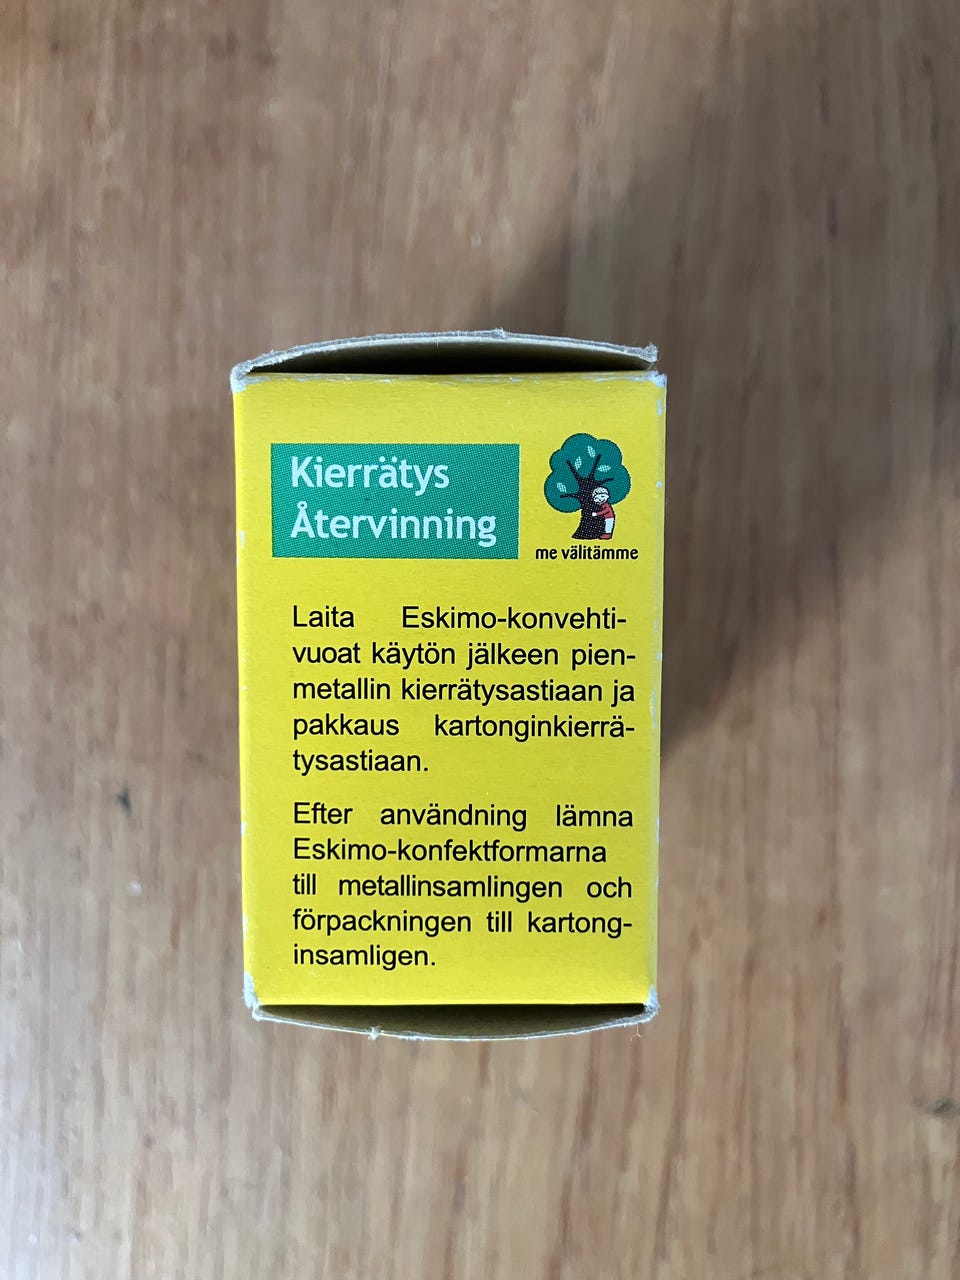 Kierrätys
Återvinning
me välitämme
Laita Eskimo-konvehti-
vuoat käytön jälkeen pien-
metallin kierrätysastiaan ja
pakkaus kartonginkierrä-
tysastiaan.
Efter användning lämna
Eskimo-konfektformarna
till metallinsamlingen och
förpackningen till kartong-
insamligen.